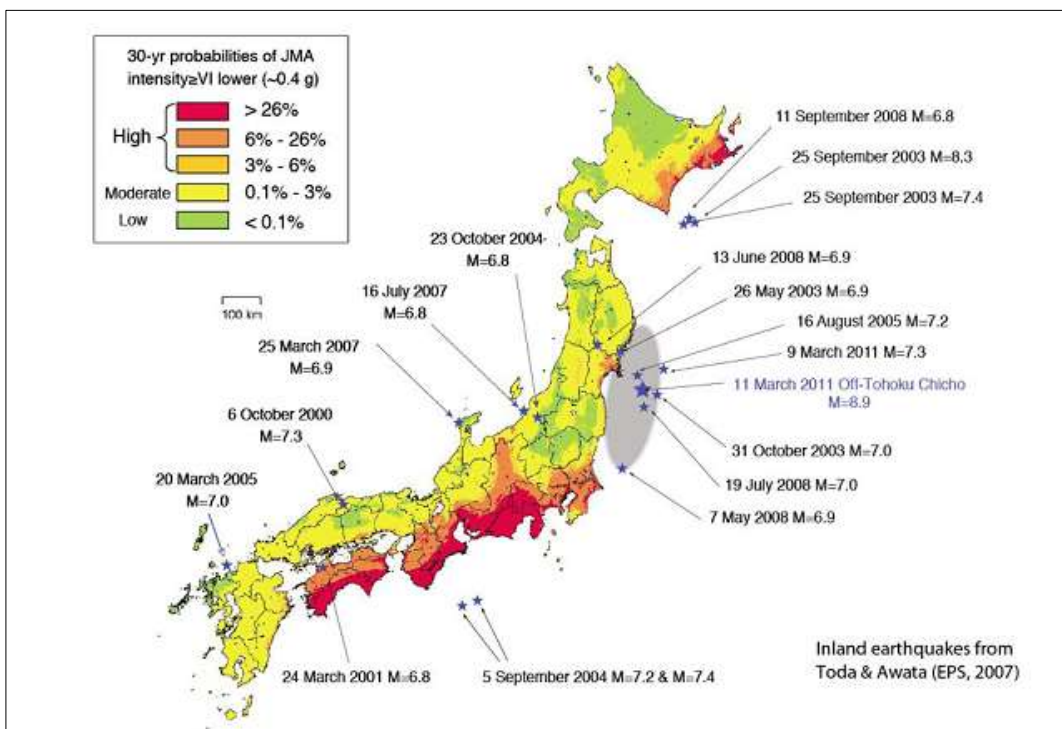 30-yr probabilities of JMA
intensity≥VI lower (~0.4 g)
> 26%
High
6% - 26%
3% - 6%
Moderate
0.1% - 3%
Low
< 0.1%
100 km
11 September 2008 M=6.8
25 September 2003 M=8.3
25 September 2003 M=7.4
23 October 2004
M=6.8
13 June 2008 M=6.9
26 May 2003 M=6.9
16 July 2007
M=6.8
16 August 2005 M=7.2
25 March 2007
M=6.9
9 March 2011 M=7.3
11 March 2011 Off-Tohoku Chicho
M=8.9
6 October 2000
M=7.3
31 October 2003 M=7.0
20 March 2005
M=7.0
19 July 2008 M=7.0
7 May 2008 M=6.9
24 March 2001 M=6.8
5 September 2004 M=7.2 & M=7.4
Inland earthquakes from
Toda & Awata (EPS, 2007)